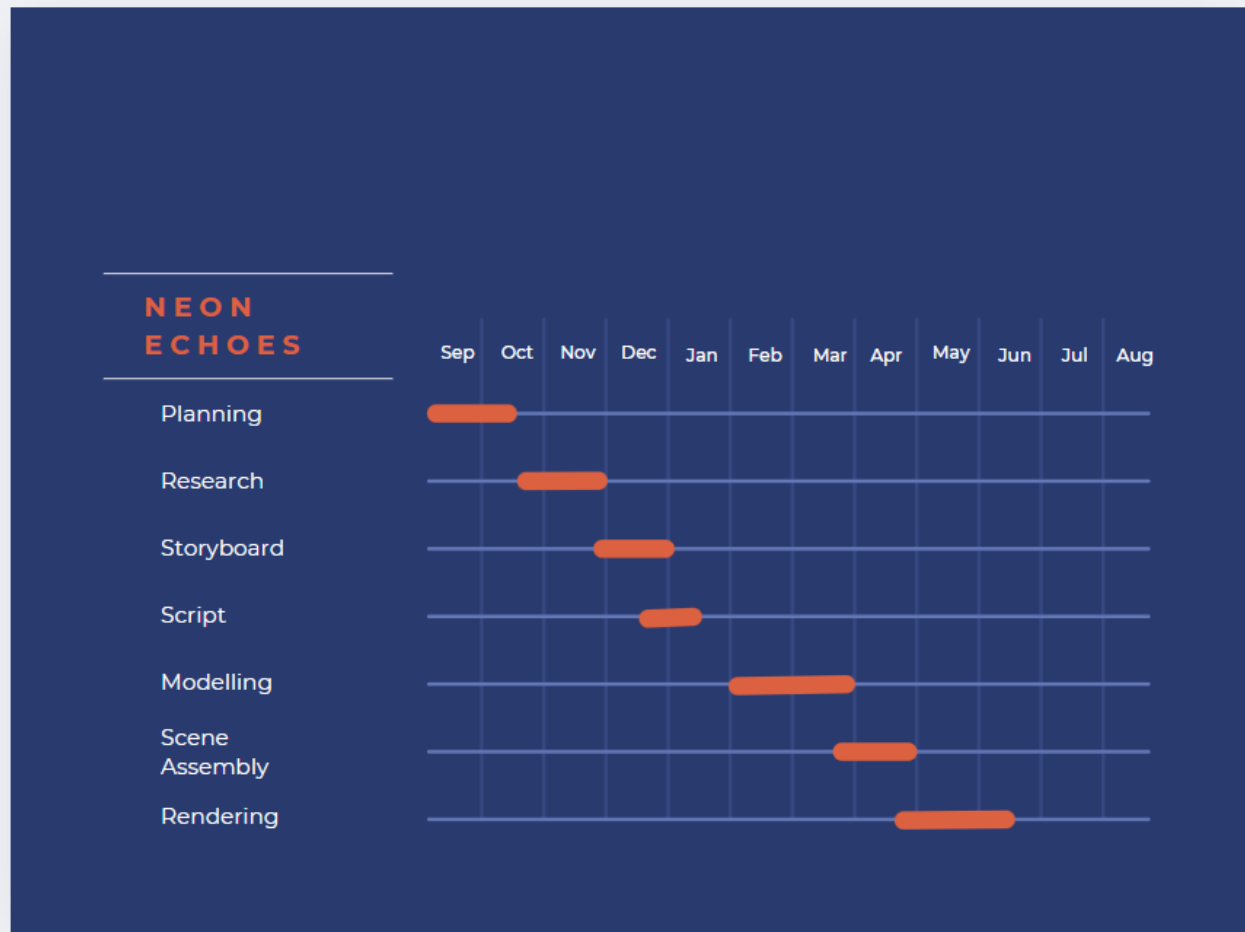 NEON
ECHOES
Sep Oct Nov Dec Jan Feb Mar Apr May Jun Jul Aug
Planning
Research
Storyboard
Script
Modelling
Scene
Assembly
Rendering